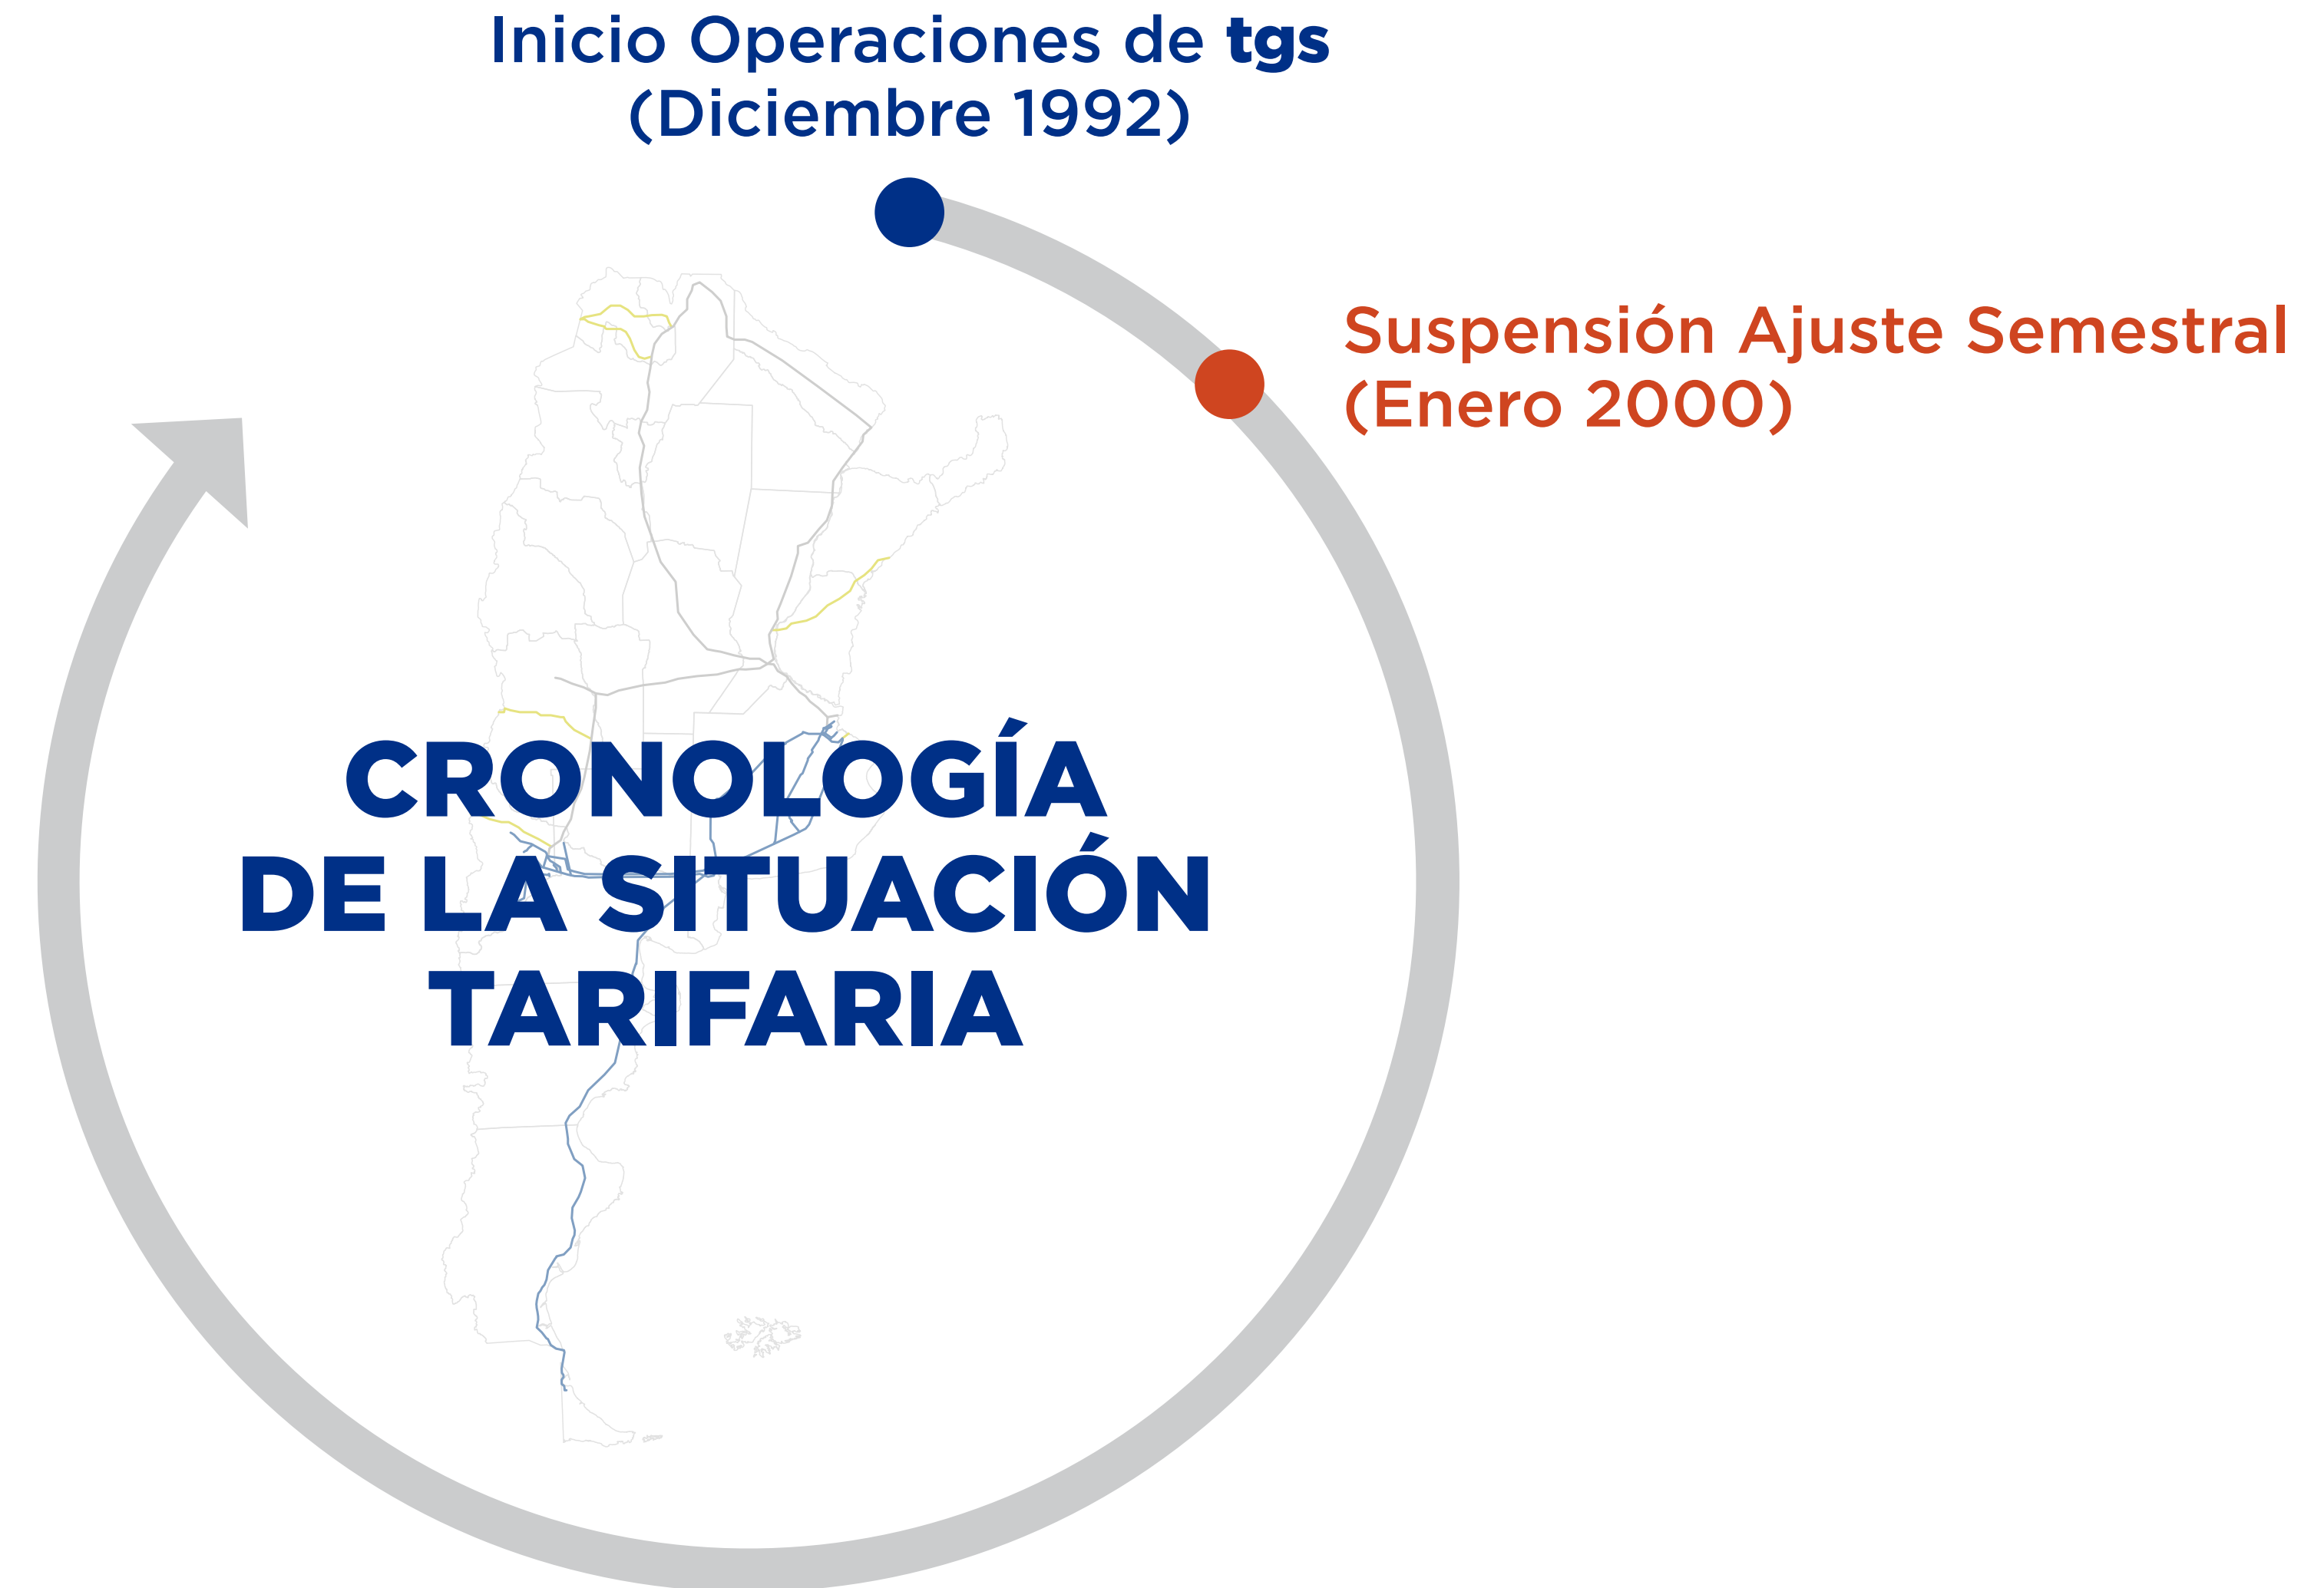 Inicio Operaciones de tgs
(Diciembre 1992)
Suspensión Ajuste Semestral
(Enero 2000)
CRONOLOGÍA
DE LA SITUACIÓN
TARIFARIA